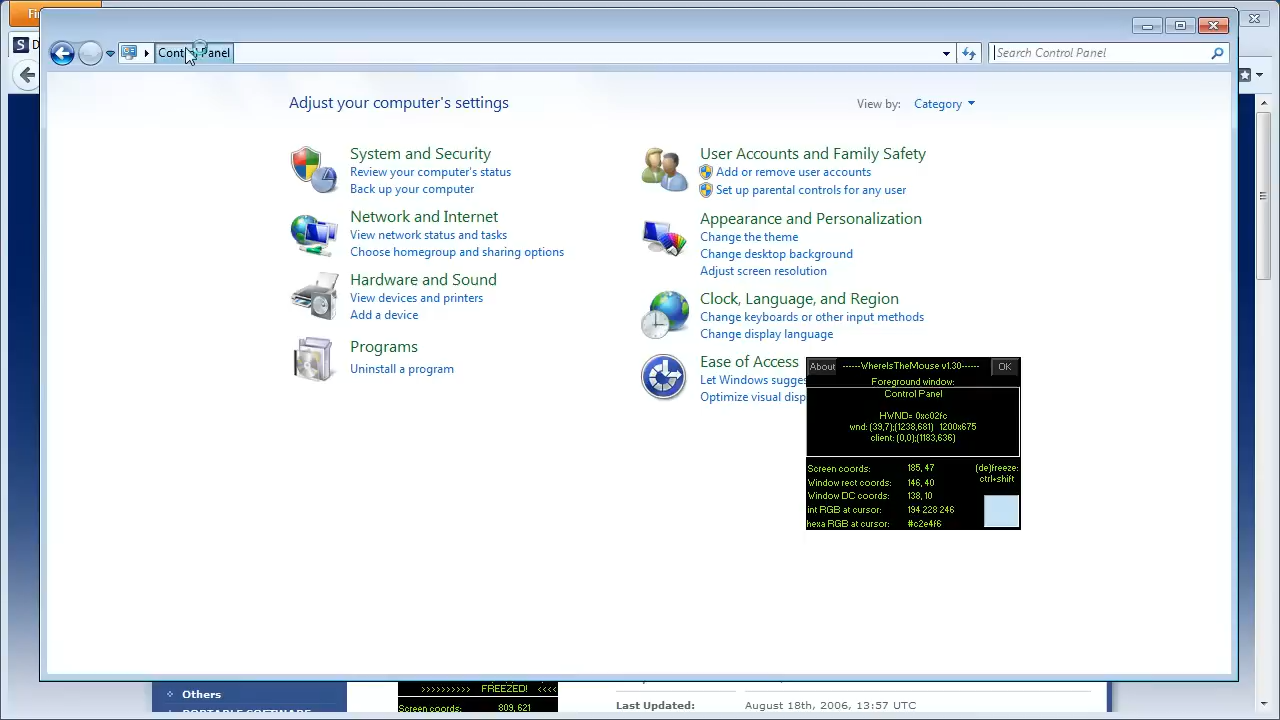 Fi
Control Panel
Search Control Panel
Adjust your computer's settings
View by: Category
System and Security
Review your computer's status
Back up your computer
Network and Internet
View network status and tasks
Choose homegroup and sharing options
Hardware and Sound
View devices and printers
Add a device
Programs
Uninstall a program
User Accounts and Family Safety
Add or remove user accounts
Set up parental controls for any user
Appearance and Personalization
Change the theme
Change desktop background
Adjust screen resolution
Clock, Language, and Region
Change keyboards or other input methods
Change display language
Ease of Access
Let Windows sugges
Optimize visual disp
About ------WhereIsTheMouse v1.30------ OK
Foreground window:
Control Panel
HWND= 0xc02fc
wnd: (39,7);(1238,681) 1200x675
client: (0,0);(1183,636)
Screen coords: 185, 47 (de)freeze:
Window rect coords: 146, 40 ctrl+shift
Window DC coords: 138, 10
int RGB at cursor: 194 228 246
hexa RGB at cursor: #c2e4f6
Others
PORTABLE SOFTWARE
>>>>>>>>>> FREEZED! <<<<
Screen coords: 809, 621
Last Updated: August 18th, 2006, 13:57 UTC